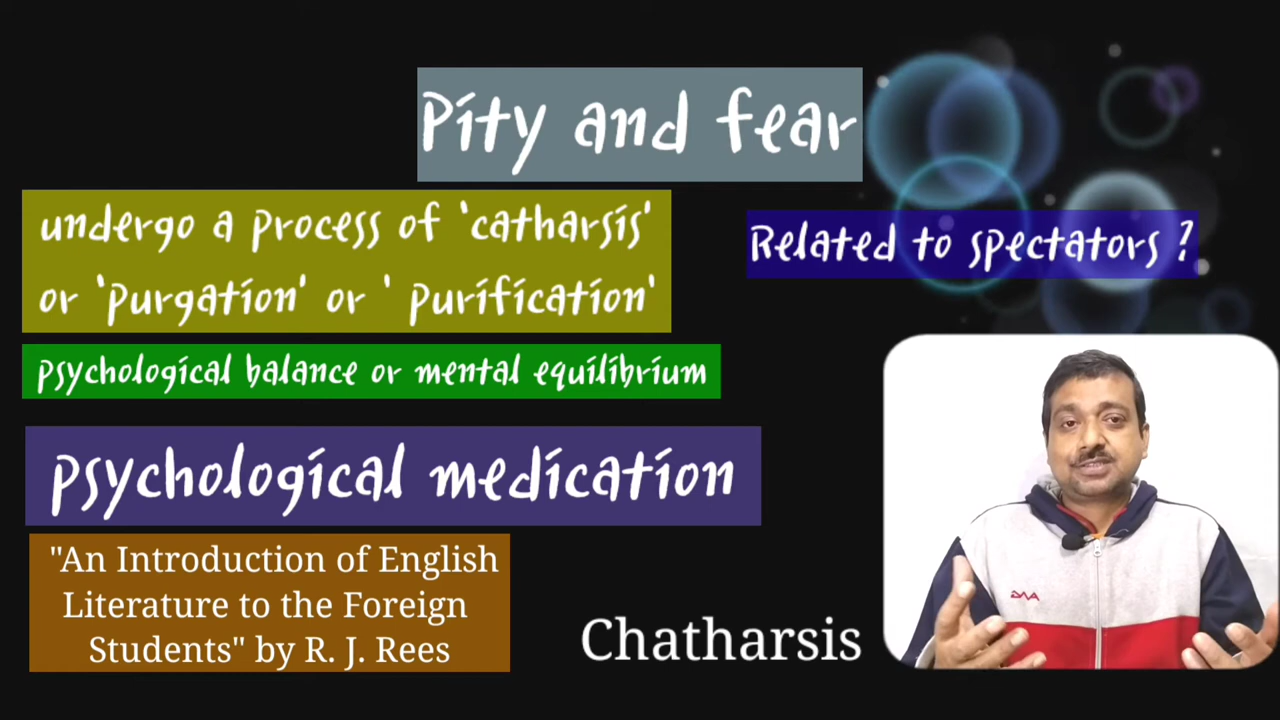 Pity and fear
undergo a process of 'catharsis'
or 'purgation' or ' purification'
Related to spectators ?
psychological balance or mental equilibrium
psychological medication
"An Introduction of English
Literature to the Foreign
Students" by R. J. Rees
Chatharsis